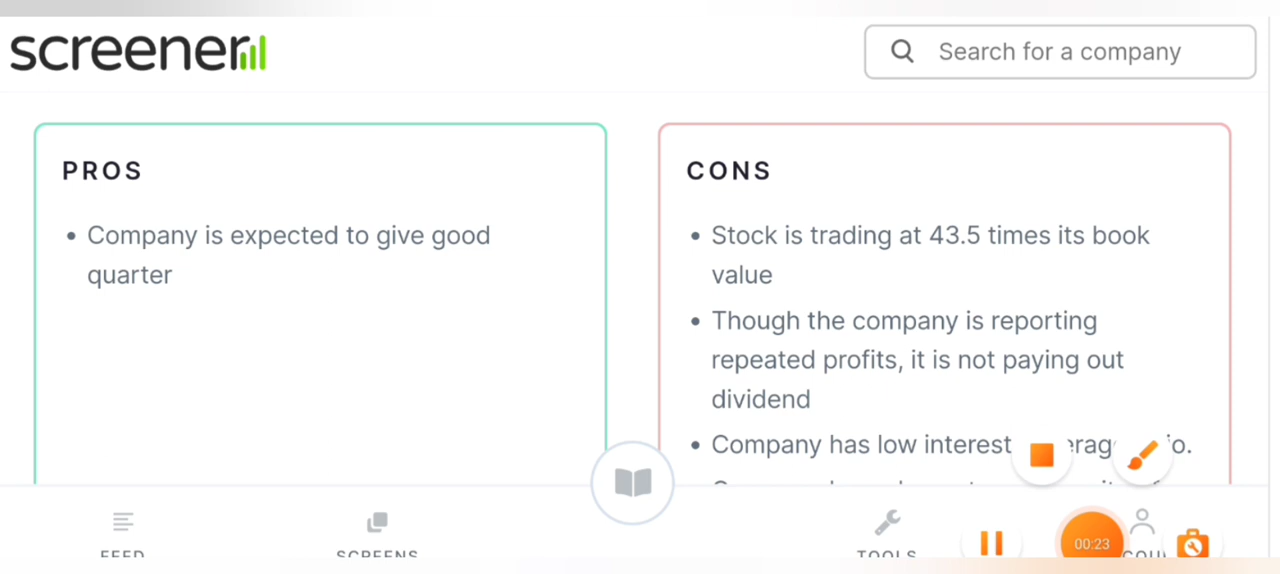 screener
Search for a company
PROS
• Company is expected to give good
quarter
CONS
• Stock is trading at 43.5 times its book
value
• Though the company is reporting
repeated profits, it is not paying out
dividend
• Company has low interest
FEED
SCREENS
TOOLS
00:23